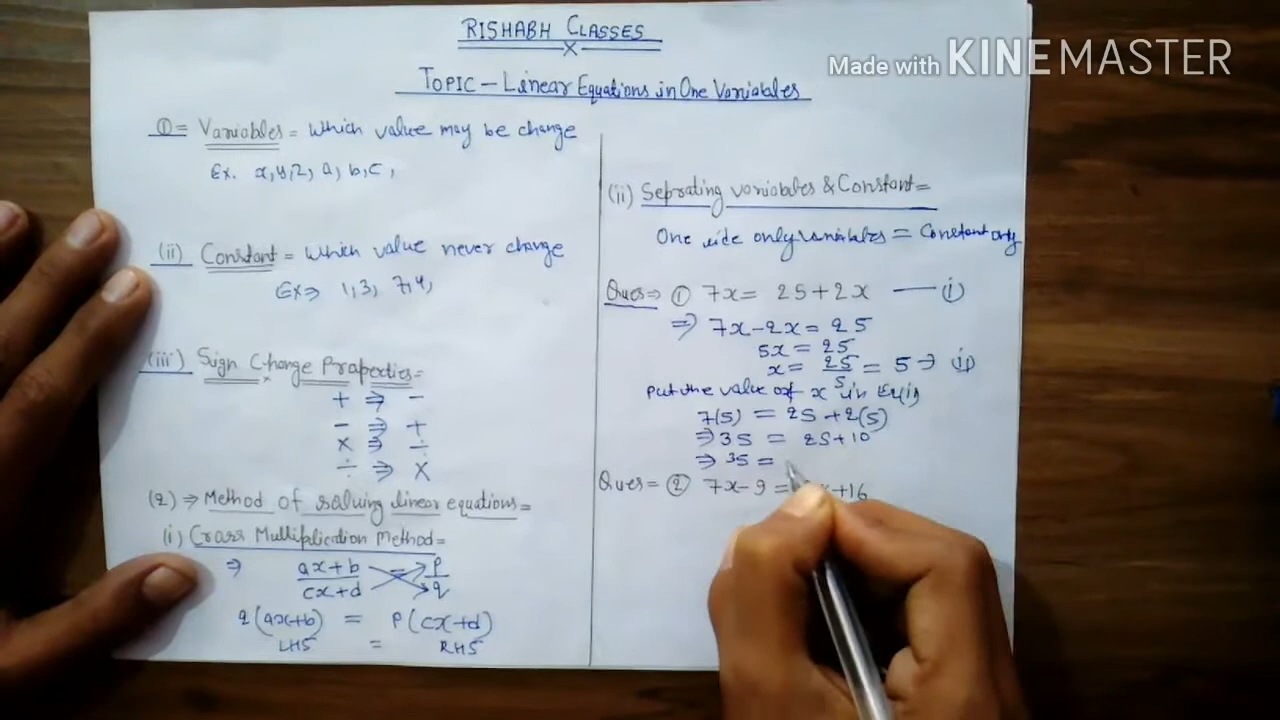 RISHABH CLASSES
Made with KINEMASTER
TOPIC – Linear Equations in One Variables
①= Variables = which value may be change
Ex. x,y,z, a, b, c,
(ii) Constant = which value never change
Ex⇒ 1,3, 7,4,
(iii) Sign Change Properties=
+ ⇒ −
− ⇒ +
× ⇒ ÷
÷ ⇒ ×
(2) ⇒ Method of solving linear equations=
(i) Crass Multiplication Method=
⇒ ax+b = p
cx+d q
q(ax+b) = p(cx+d)
LHS = RHS
(ii) Seprating variables & Constant=
One side only variables = Constant only
Ques⇒ ① 7x = 25+2x —(i)
⇒ 7x−2x = 25
5x = 25
x = 25/5 = 5 → ii)
Put the value of x in
7(5) = 25+2(5)
⇒ 35 = 25+10
⇒ 35 =
Ques = ② 7x−9 = +16